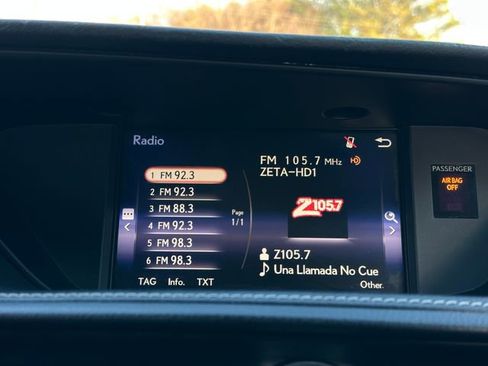 Radio
FM 105.7 MHz
ZETA-HD1
1 FM 92.3
2 FM 92.3
3 FM 88.3
4 FM 92.3
5 FM 98.3
6 FM 98.3
Page
1/1
Z105.7
Z105.7
Una Llamada No Cue
TAG Info. TXT
Other
PASSENGER
AIR BAG
OFF